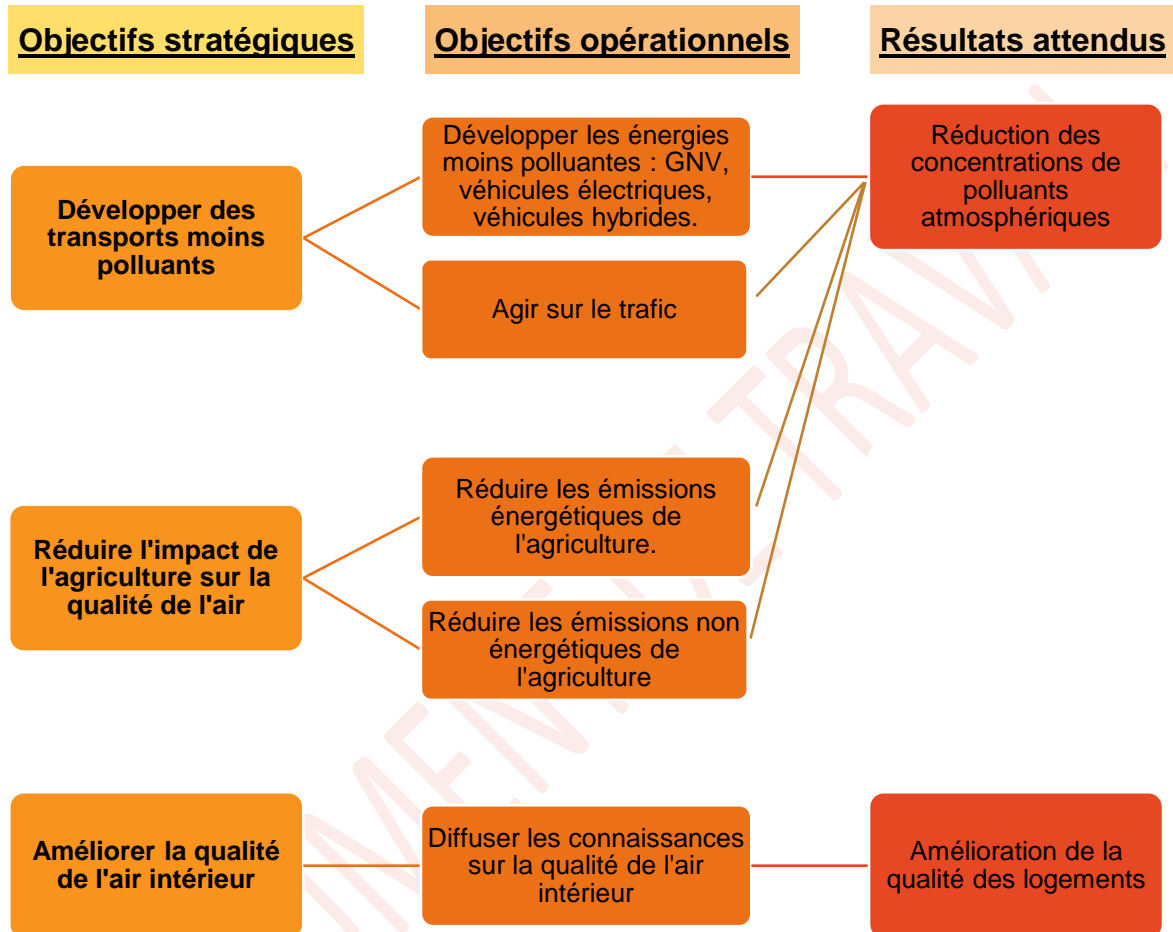 Objectifs stratégiques
Objectifs opérationnels
Résultats attendus
Développer des
transports moins
polluants
Développer les énergies
moins polluantes : GNV,
véhicules électriques,
véhicules hybrides.
Réduction des
concentrations de
polluants
atmosphériques
Agir sur le trafic
Réduire l'impact de
l'agriculture sur la
qualité de l'air
Réduire les émissions
énergétiques de
l'agriculture.
Réduire les émissions non
énergétiques de
l'agriculture
Améliorer la qualité
de l'air intérieur
Diffuser les connaissances
sur la qualité de l'air
intérieur
Amélioration de la
qualité des logements